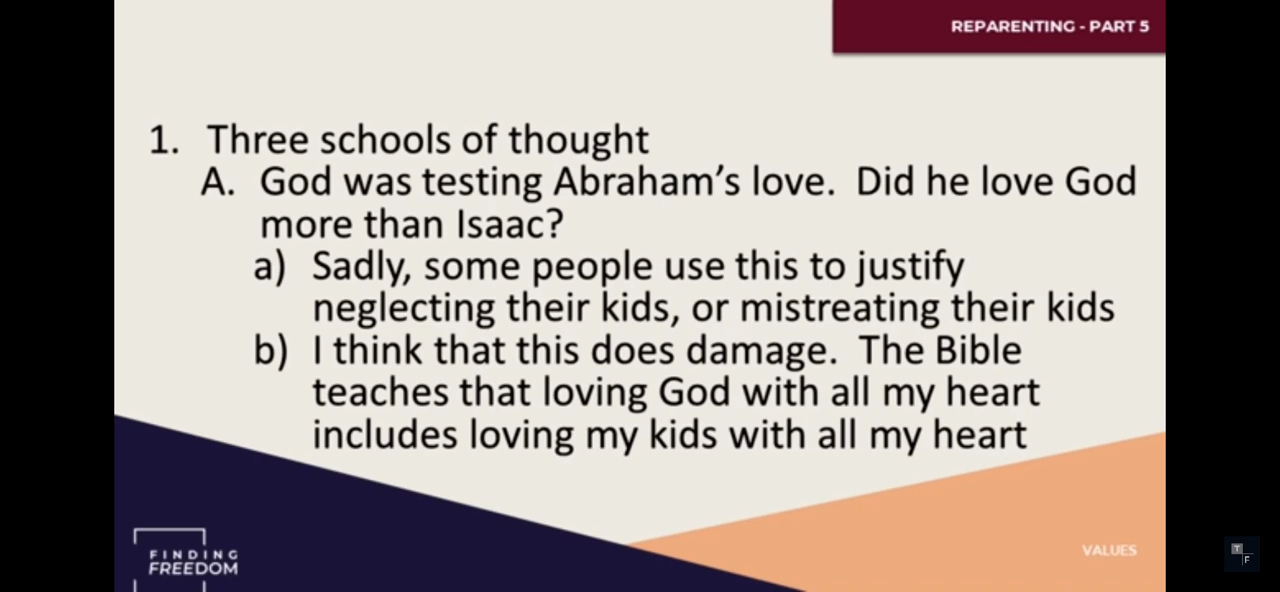 REPARENTING - PART 5
1. Three schools of thought
A. God was testing Abraham’s love. Did he love God
more than Isaac?
a) Sadly, some people use this to justify
neglecting their kids, or mistreating their kids
b) I think that this does damage. The Bible
teaches that loving God with all my heart
includes loving my kids with all my heart
FINDING
FREEDOM
VALUES
T
F